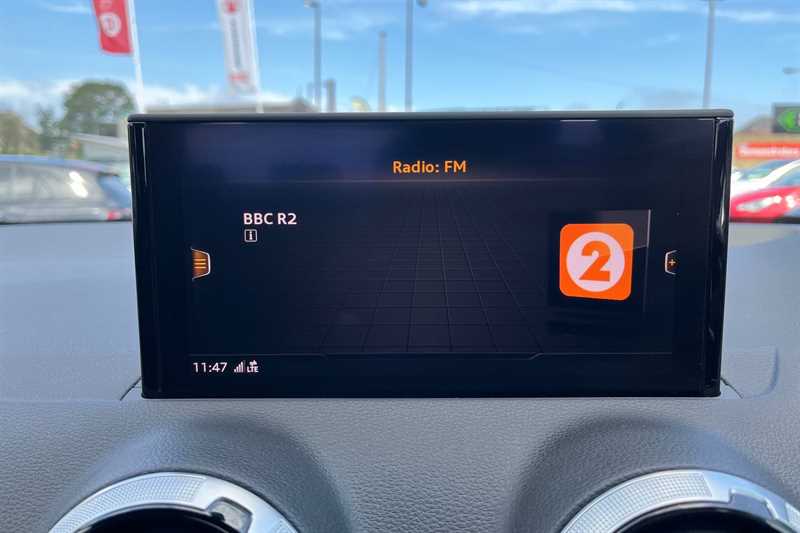 Radio: FM
BBC R2
i
2
+
11:47 LTE